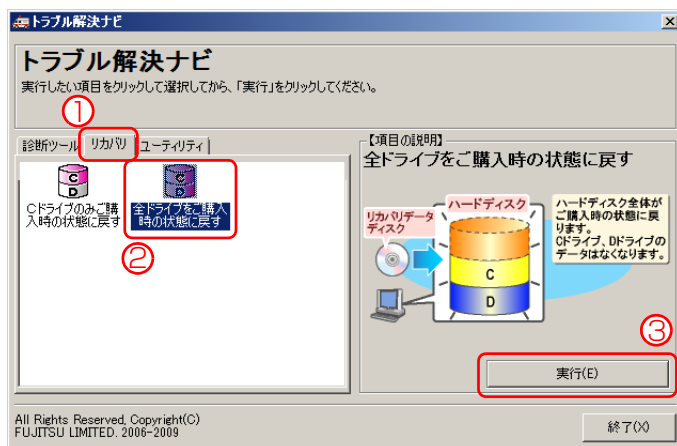 トラブル解決ナビ
トラブル解決ナビ
実行したい項目をクリックして選択してから、「実行」をクリックしてください。
①
診断ツール リカバリ ユーティリティ
Cドライブのみご購
入時の状態に戻す
全ドライブをご購入
時の状態に戻す
②
【項目の説明】
全ドライブをご購入時の状態に戻す
リカバリデータ
ディスク
ハードディスク
C
D
ハードディスク全体が
ご購入時の状態に戻
ります。
Cドライブ、Dドライブの
データはなくなります。
③
実行(E)
All Rights Reserved, Copyright(C)
FUJITSU LIMITED. 2006-2009
終了(X)